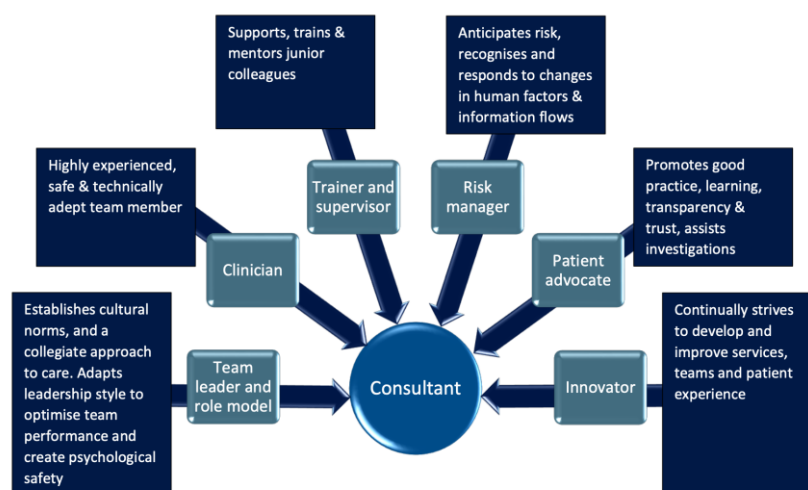 Supports, trains &
mentors junior
colleagues
Anticipates risk,
recognises and
responds to changes
in human factors &
information flows
Highly experienced,
safe & technically
adept team member
Trainer and
supervisor
Risk
manager
Promotes good
practice, learning,
transparency &
trust, assists
investigations
Clinician
Patient
advocate
Establishes cultural
norms, and a
collegiate approach
to care. Adapts
leadership style to
optimise team
performance and
create psychological
safety
Team
leader and
role model
Consultant
Innovator
Continually strives
to develop and
improve services,
teams and patient
experience